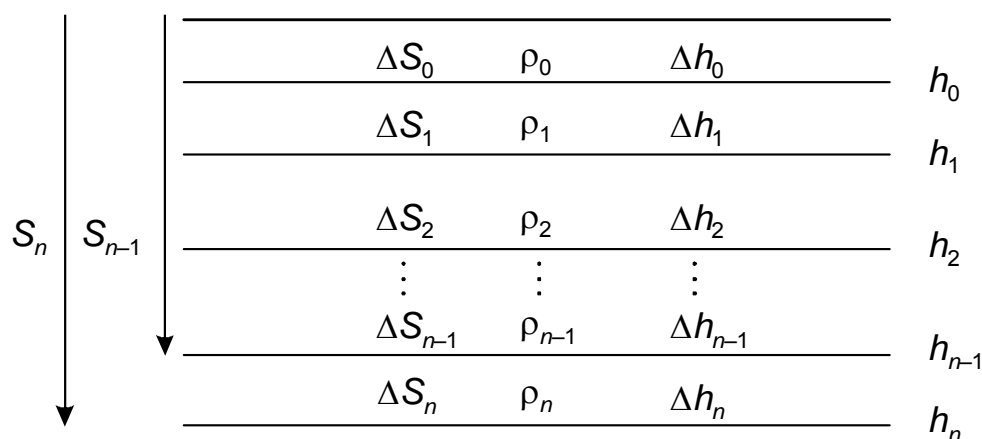 ΔS₀ ρ₀ Δh₀
h₀
ΔS₁ ρ₁ Δh₁
h₁
Sₙ Sₙ₋₁ ΔS₂ ρ₂ Δh₂
h₂
⋮ ⋮ ⋮
ΔSₙ₋₁ ρₙ₋₁ Δhₙ₋₁
hₙ₋₁
ΔSₙ ρₙ Δhₙ
hₙ